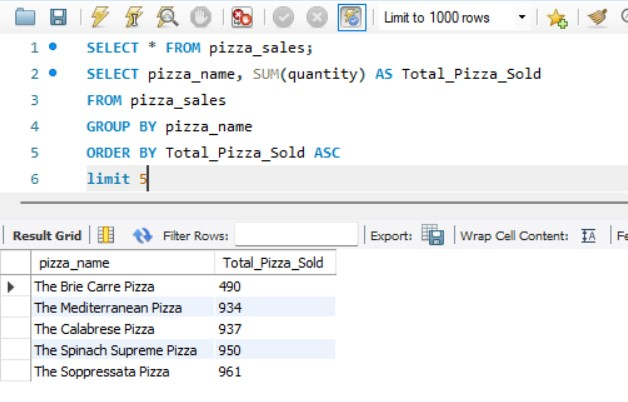 Limit to 1000 rows
1 SELECT * FROM pizza_sales;
2 SELECT pizza_name, SUM(quantity) AS Total_Pizza_Sold
3 FROM pizza_sales
4 GROUP BY pizza_name
5 ORDER BY Total_Pizza_Sold ASC
6 limit 5
Result Grid Filter Rows: Export: Wrap Cell Content: IA Fe
pizza_name Total_Pizza_Sold
The Brie Carre Pizza 490
The Mediterranean Pizza 934
The Calabrese Pizza 937
The Spinach Supreme Pizza 950
The Soppressata Pizza 961